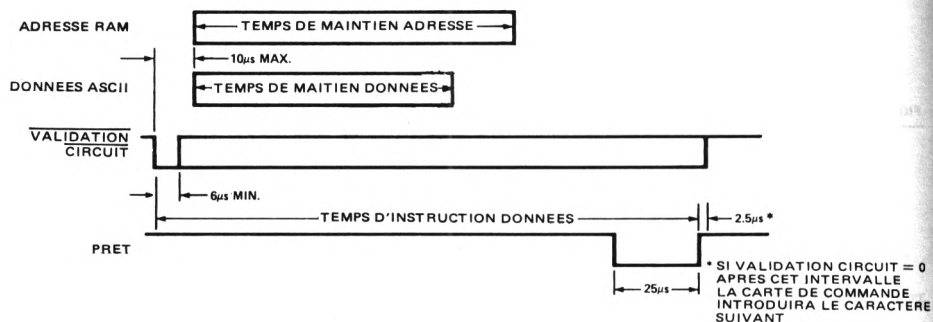 ADRESSE RAM
TEMPS DE MAINTIEN ADRESSE
10µs MAX.
DONNEES ASCII
TEMPS DE MAITIEN DONNEES
VALIDATION
CIRCUIT
6µs MIN.
TEMPS D'INSTRUCTION DONNEES
2.5µs *
PRET
25µs
* SI VALIDATION CIRCUIT = 0
APRES CET INTERVALLE
LA CARTE DE COMMANDE
INTRODUIRA LE CARACTERE
SUIVANT